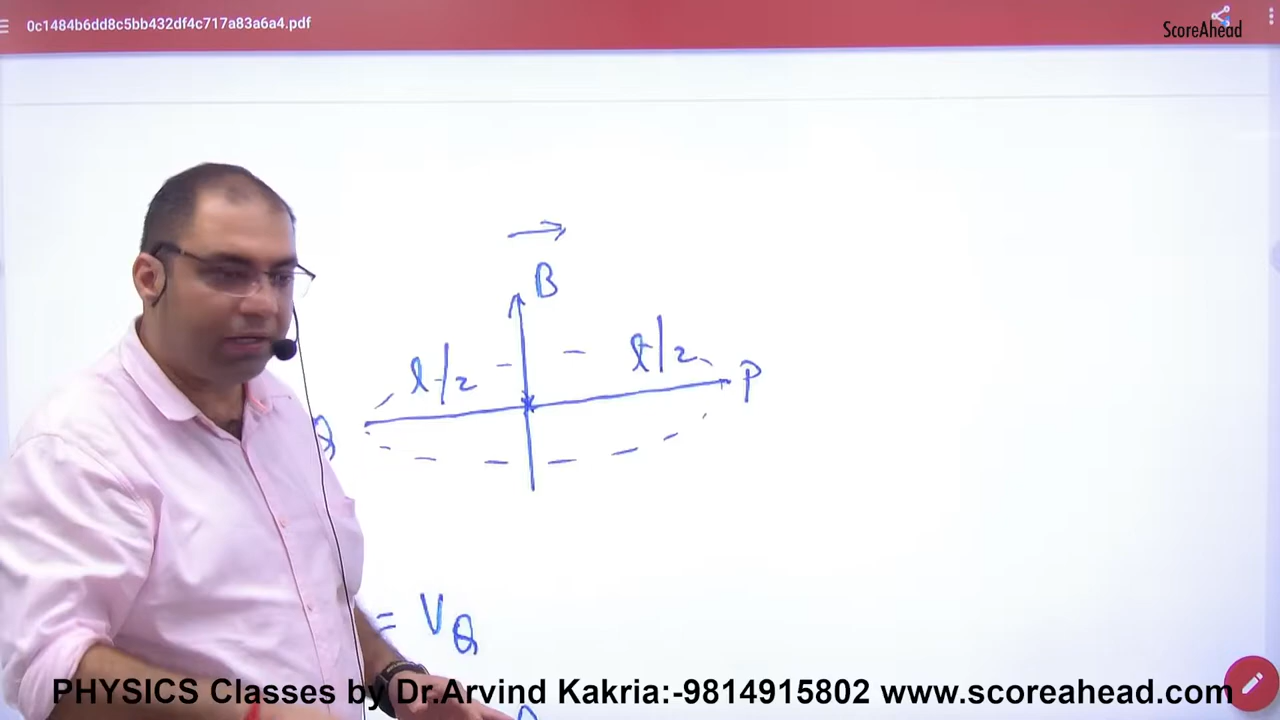 0c1484b6dd8c5bb432df4c717a83a6a4.pdf
ScoreAhead
B
l/2
l/2
P
Q
= V_Q
PHYSICS Classes by Dr.Arvind Kakria:-9814915802 www.scoreahead.com